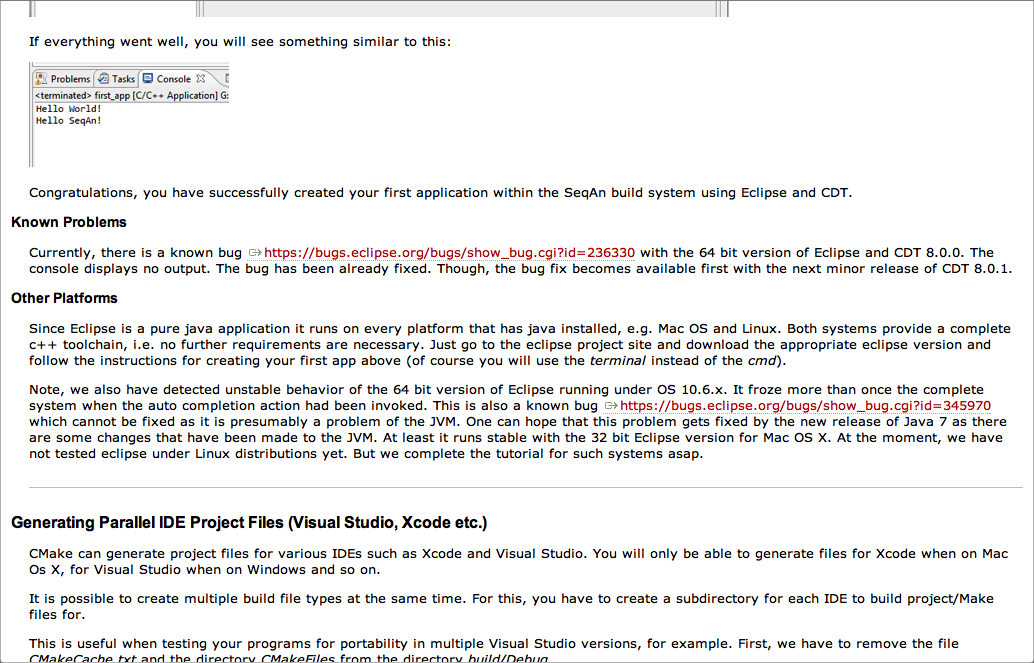 If everything went well, you will see something similar to this:
Problems Tasks Console
<terminated> first_app [C/C++ Application] G:
Hello World!
Hello SeqAn!
Congratulations, you have successfully created your first application within the SeqAn build system using Eclipse and CDT.
Known Problems
Currently, there is a known bug https://bugs.eclipse.org/bugs/show_bug.cgi?id=236330 with the 64 bit version of Eclipse and CDT 8.0.0. The
console displays no output. The bug has been already fixed. Though, the bug fix becomes available first with the next minor release of CDT 8.0.1.
Other Platforms
Since Eclipse is a pure java application it runs on every platform that has java installed, e.g. Mac OS and Linux. Both systems provide a complete
c++ toolchain, i.e. no further requirements are necessary. Just go to the eclipse project site and download the appropriate eclipse version and
follow the instructions for creating your first app above (of course you will use the terminal instead of the cmd).
Note, we also have detected unstable behavior of the 64 bit version of Eclipse running under OS 10.6.x. It froze more than once the complete
system when the auto completion action had been invoked. This is also a known bug https://bugs.eclipse.org/bugs/show_bug.cgi?id=345970
which cannot be fixed as it is presumably a problem of the JVM. One can hope that this problem gets fixed by the new release of Java 7 as there
are some changes that have been made to the JVM. At least it runs stable with the 32 bit Eclipse version for Mac OS X. At the moment, we have
not tested eclipse under Linux distributions yet. But we complete the tutorial for such systems asap.
Generating Parallel IDE Project Files (Visual Studio, Xcode etc.)
CMake can generate project files for various IDEs such as Xcode and Visual Studio. You will only be able to generate files for Xcode when on Mac
Os X, for Visual Studio when on Windows and so on.
It is possible to create multiple build file types at the same time. For this, you have to create a subdirectory for each IDE to build project/Make
files for.
This is useful when testing your programs for portability in multiple Visual Studio versions, for example. First, we have to remove the file
CMakeCache.txt and the directory CMakeFiles from the directory build/Debug.